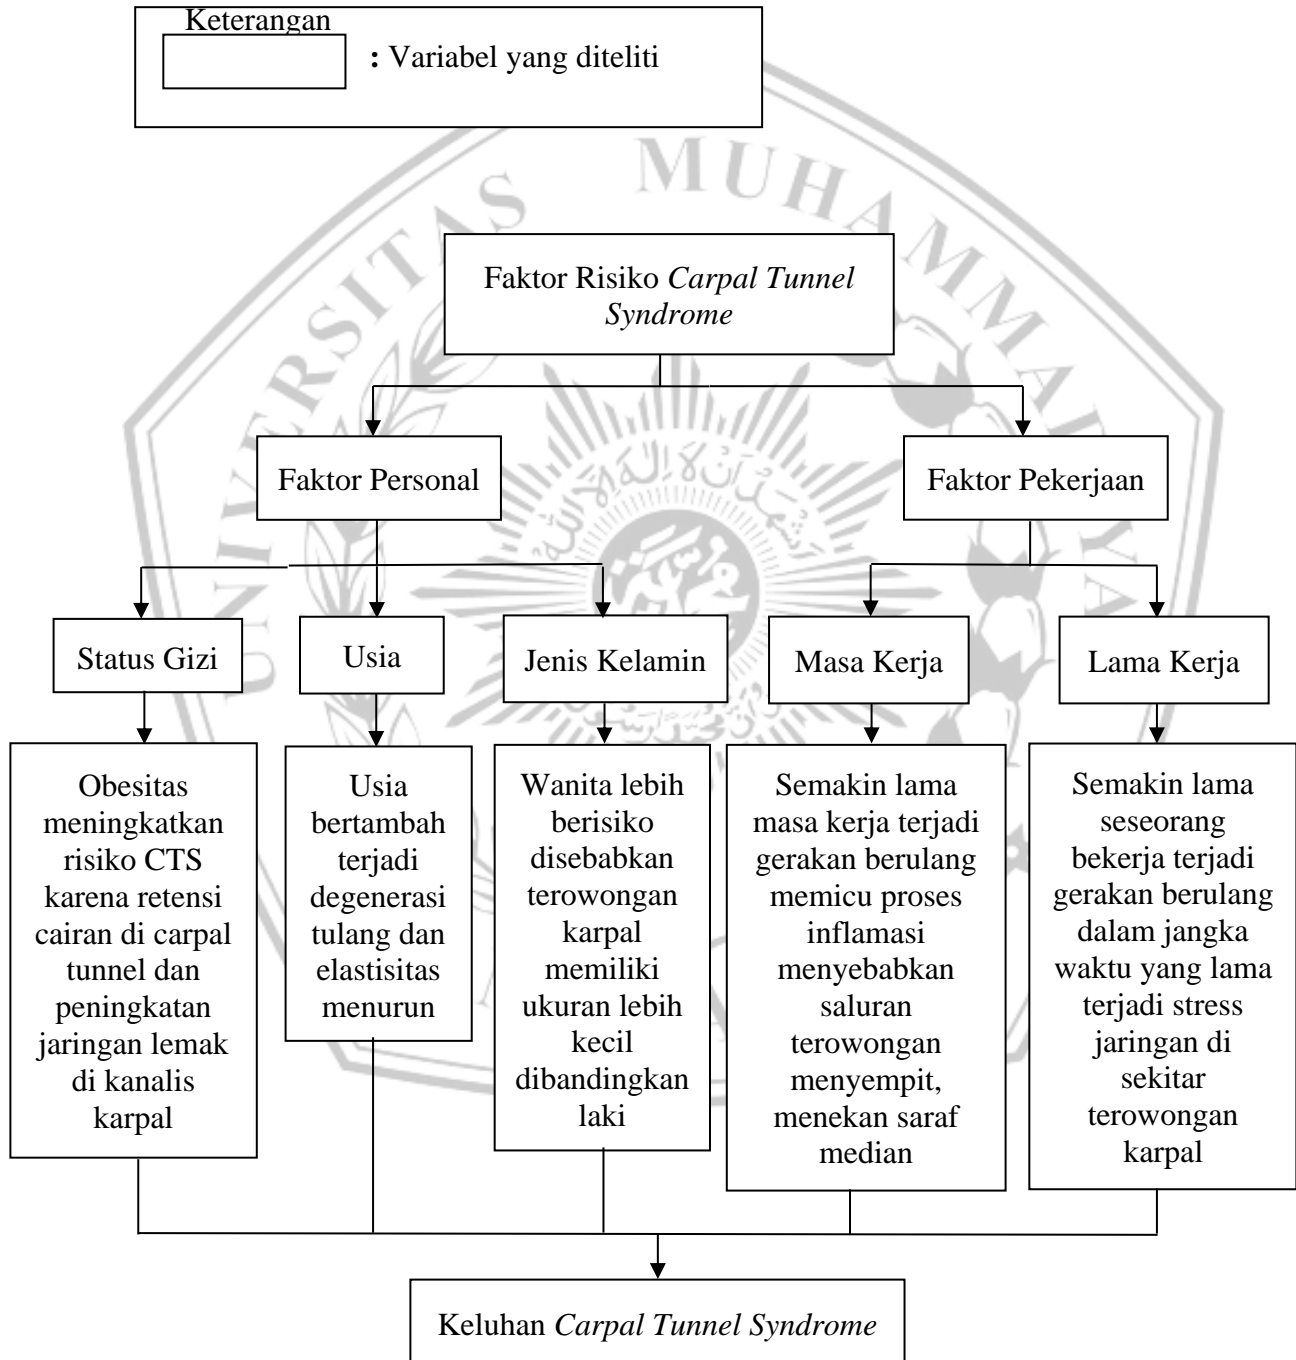 Keterangan
: Variabel yang diteliti
UNIVERSITAS MUHAMMADIYAH
Faktor Risiko Carpal Tunnel
Syndrome
Faktor Personal
Faktor Pekerjaan
Status Gizi
Usia
Jenis Kelamin
Masa Kerja
Lama Kerja
Obesitas
meningkatkan
risiko CTS
karena retensi
cairan di carpal
tunnel dan
peningkatan
jaringan lemak
di kanalis
karpal
Usia
bertambah
terjadi
degenerasi
tulang dan
elastisitas
menurun
Wanita lebih
berisiko
disebabkan
terowongan
karpal
memiliki
ukuran lebih
kecil
dibandingkan
laki
Semakin lama
masa kerja terjadi
gerakan berulang
memicu proses
inflamasi
menyebabkan
saluran
terowongan
menyempit,
menekan saraf
median
Semakin lama
seseorang
bekerja terjadi
gerakan berulang
dalam jangka
waktu yang lama
terjadi stress
jaringan di
sekitar
terowongan
karpal
Keluhan Carpal Tunnel Syndrome